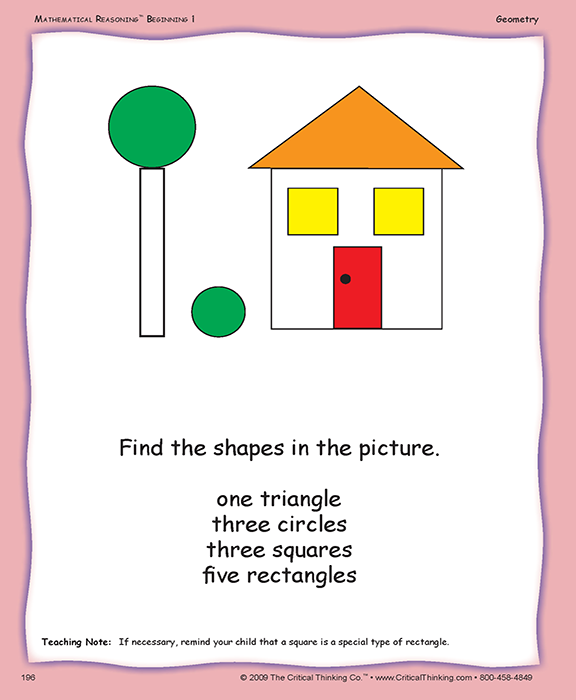 Mathematical Reasoning™ Beginning 1 Geometry
Find the shapes in the picture.
one triangle
three circles
three squares
five rectangles
Teaching Note: If necessary, remind your child that a square is a special type of rectangle.
196 © 2009 The Critical Thinking Co.™ • www.CriticalThinking.com • 800-458-4849